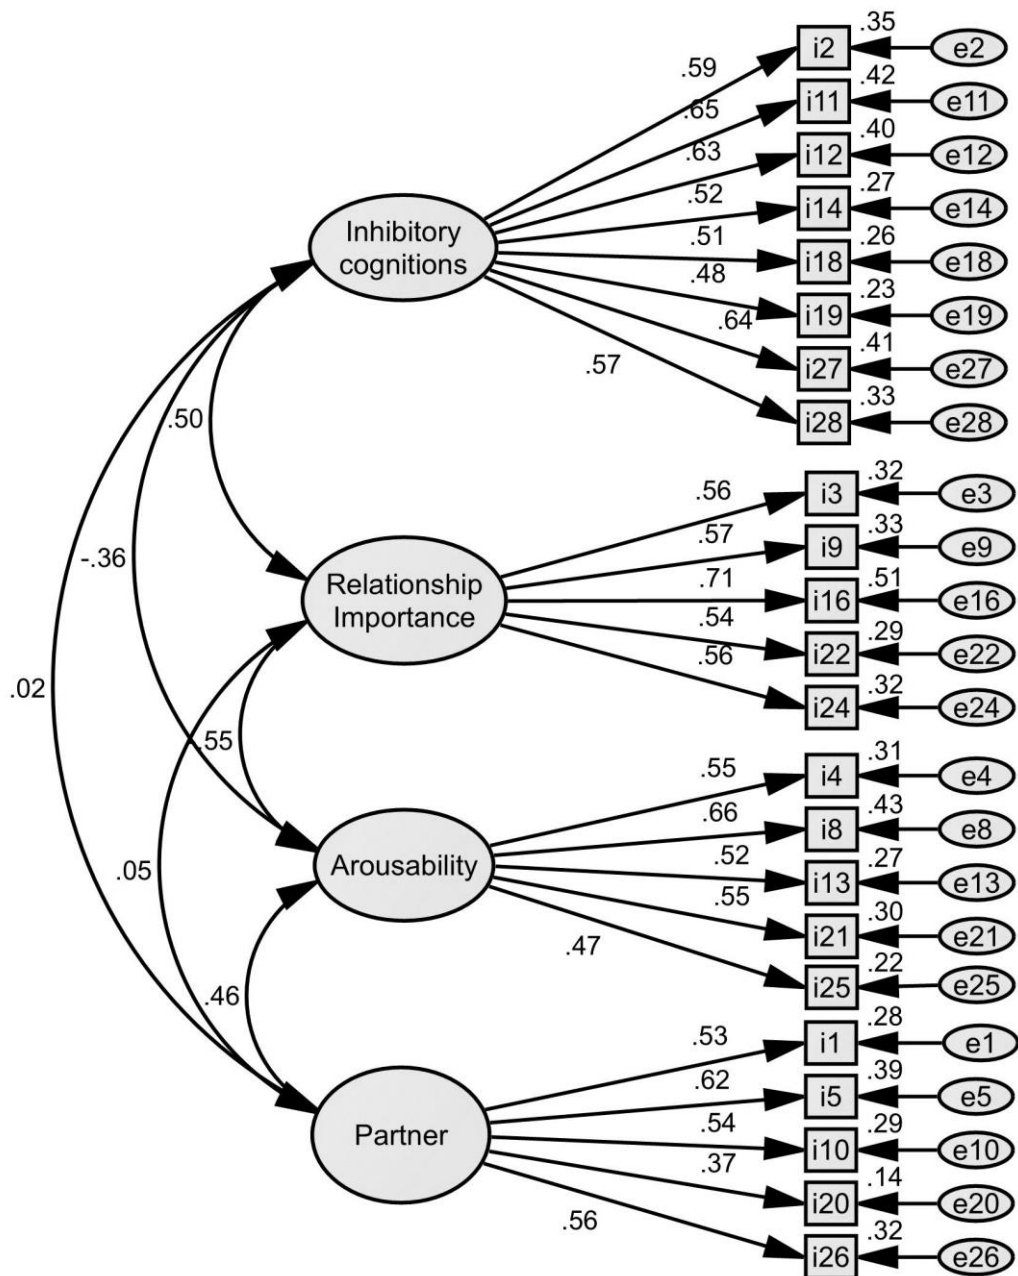 .35
i2
e2
.59
.42
i11
e11
.65
.40
i12
e12
.63
.27
i14
e14
.52
.26
i18
e18
.51
.23
i19
e19
.48
.41
i27
e27
.64
.33
i28
e28
.57
Inhibitory
cognitions
.50
-.36
.02
.32
i3
e3
.56
.33
i9
e9
.57
.51
i16
e16
.71
.29
i22
e22
.54
.32
i24
e24
.56
Relationship
Importance
.55
.05
.31
i4
e4
.55
.43
i8
e8
.66
.27
i13
e13
.52
.30
i21
e21
.55
.22
i25
e25
.47
Arousability
.46
.28
i1
e1
.53
.39
i5
e5
.62
.29
i10
e10
.54
.14
i20
e20
.37
.32
i26
e26
.56
Partner